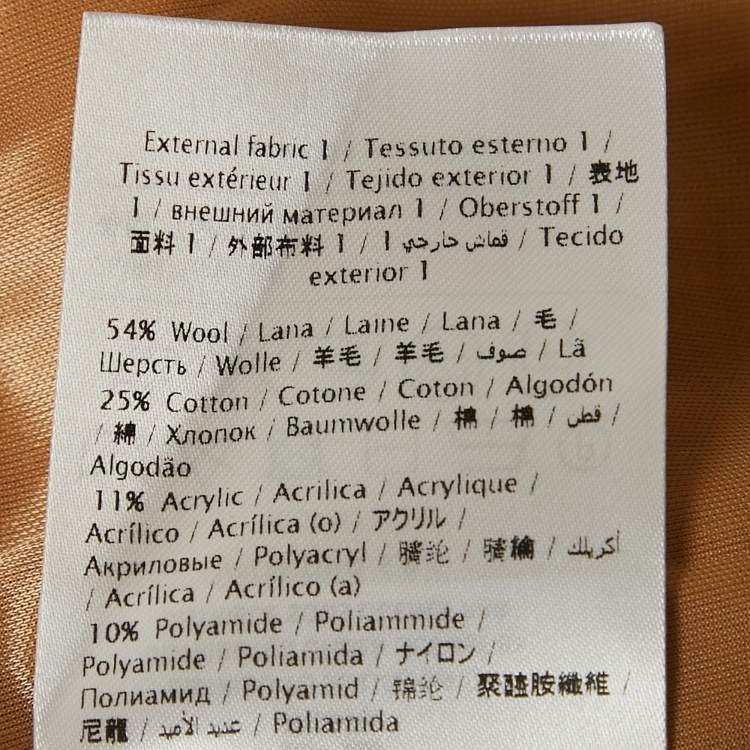 External fabric 1 / Tessuto esterno 1 /
Tissu extérieur 1 / Tejido exterior 1 / 表地
1 / внешний материал 1 / Oberstoff 1 /
面料 1 / 外部布料 1 / قماش خارجي 1 / Tecido
exterior 1
54% Wool / Lana / Laine / Lana / 毛 /
Шерсть / Wolle / 羊毛 / 羊毛 / صوف / Lã
25% Cotton / Cotone / Coton / Algodón
/ 綿 / Хлопок / Baumwolle / 棉 / 棉 / قطن /
Algodão
11% Acrylic / Acrilica / Acrylique /
Acrílico / Acrílica (o) / アクリル /
Акриловые / Polyacryl / 腈纶 / 腈綸 / أكريلك
/ Acrílica / Acrílico (a)
10% Polyamide / Poliammide /
Polyamide / Poliamida / ナイロン /
Полиамид / Polyamid / 锦纶 / 聚醯胺纖維 /
尼龍 / عديد الأميد / Poliamida